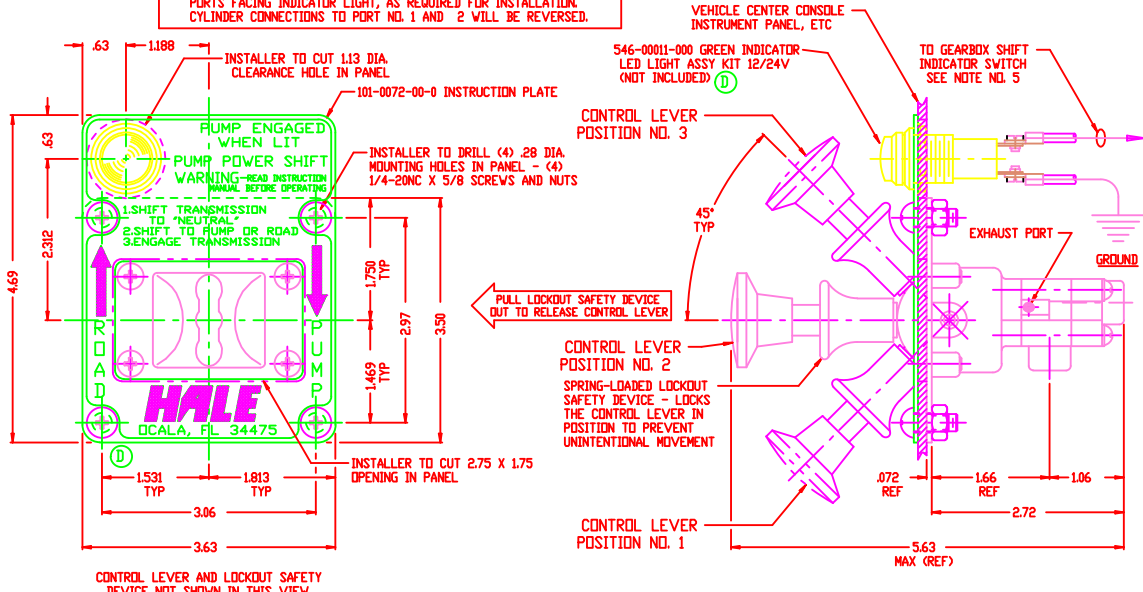 PORTS FACING INDICATOR LIGHT, AS REQUIRED FOR INSTALLATION.
CYLINDER CONNECTIONS TO PORT NO. 1 AND 2 WILL BE REVERSED.
.63
1.188
INSTALLER TO CUT 1.13 DIA.
CLEARANCE HOLE IN PANEL
101-0072-00-0 INSTRUCTION PLATE
PUMP ENGAGED
WHEN LIT
PUMP POWER SHIFT
WARNING-READ INSTRUCTION
MANUAL BEFORE OPERATING
INSTALLER TO DRILL (4) .28 DIA.
MOUNTING HOLES IN PANEL - (4)
1/4-20NC X 5/8 SCREWS AND NUTS
1.SHIFT TRANSMISSION
TO "NEUTRAL"
2.SHIFT TO PUMP OR ROAD
3.ENGAGE TRANSMISSION
.63
2.312
4.69
1.750
TYP
1.469
TYP
2.97
3.50
ROAD
PUMP
HALE
OCALA, FL 34475
D
INSTALLER TO CUT 2.75 X 1.75
OPENING IN PANEL
1.531
TYP
1.813
TYP
3.06
3.63
CONTROL LEVER AND LOCKOUT SAFETY
DEVICE NOT SHOWN IN THIS VIEW
PULL LOCKOUT SAFETY DEVICE
OUT TO RELEASE CONTROL LEVER
VEHICLE CENTER CONSOLE
INSTRUMENT PANEL, ETC
546-00011-000 GREEN INDICATOR
LED LIGHT ASSY KIT 12/24V
(NOT INCLUDED)
D
TO GEARBOX SHIFT
INDICATOR SWITCH
SEE NOTE NO. 5
CONTROL LEVER
POSITION NO. 3
45°
TYP
EXHAUST PORT
GROUND
CONTROL LEVER
POSITION NO. 2
SPRING-LOADED LOCKOUT
SAFETY DEVICE - LOCKS
THE CONTROL LEVER IN
POSITION TO PREVENT
UNINTENTIONAL MOVEMENT
CONTROL LEVER
POSITION NO. 1
.072
REF
1.66
REF
1.06
2.72
5.63
MAX (REF)